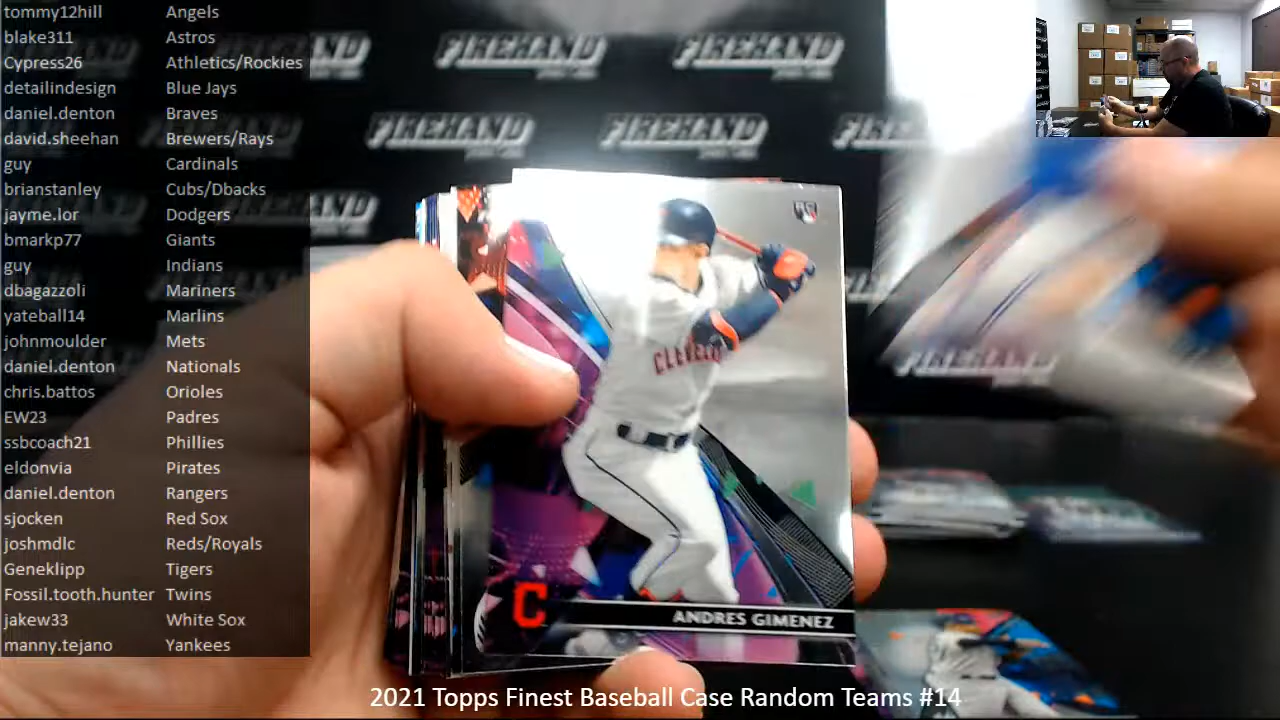 tommy12hill Angels
blake311 Astros
Cypress26 Athletics/Rockies
detailindesign Blue Jays
daniel.denton Braves
david.sheehan Brewers/Rays
guy Cardinals
brianstanley Cubs/Dbacks
jayme.lor Dodgers
bmarkp77 Giants
guy Indians
dbagazzoli Mariners
yateball14 Marlins
johnmoulder Mets
daniel.denton Nationals
chris.battos Orioles
EW23 Padres
ssbcoach21 Phillies
eldonvia Pirates
daniel.denton Rangers
sjocken Red Sox
joshmdlc Reds/Royals
Geneklipp Tigers
Fossil.tooth.hunter Twins
jakew33 White Sox
manny.tejano Yankees
FIREHAND FIREHAND
FIREHAND FIREHAND
FIREHAND
RC
CLEVELAND
C
ANDRES GIMENEZ
2021 Topps Finest Baseball Case Random Teams #14